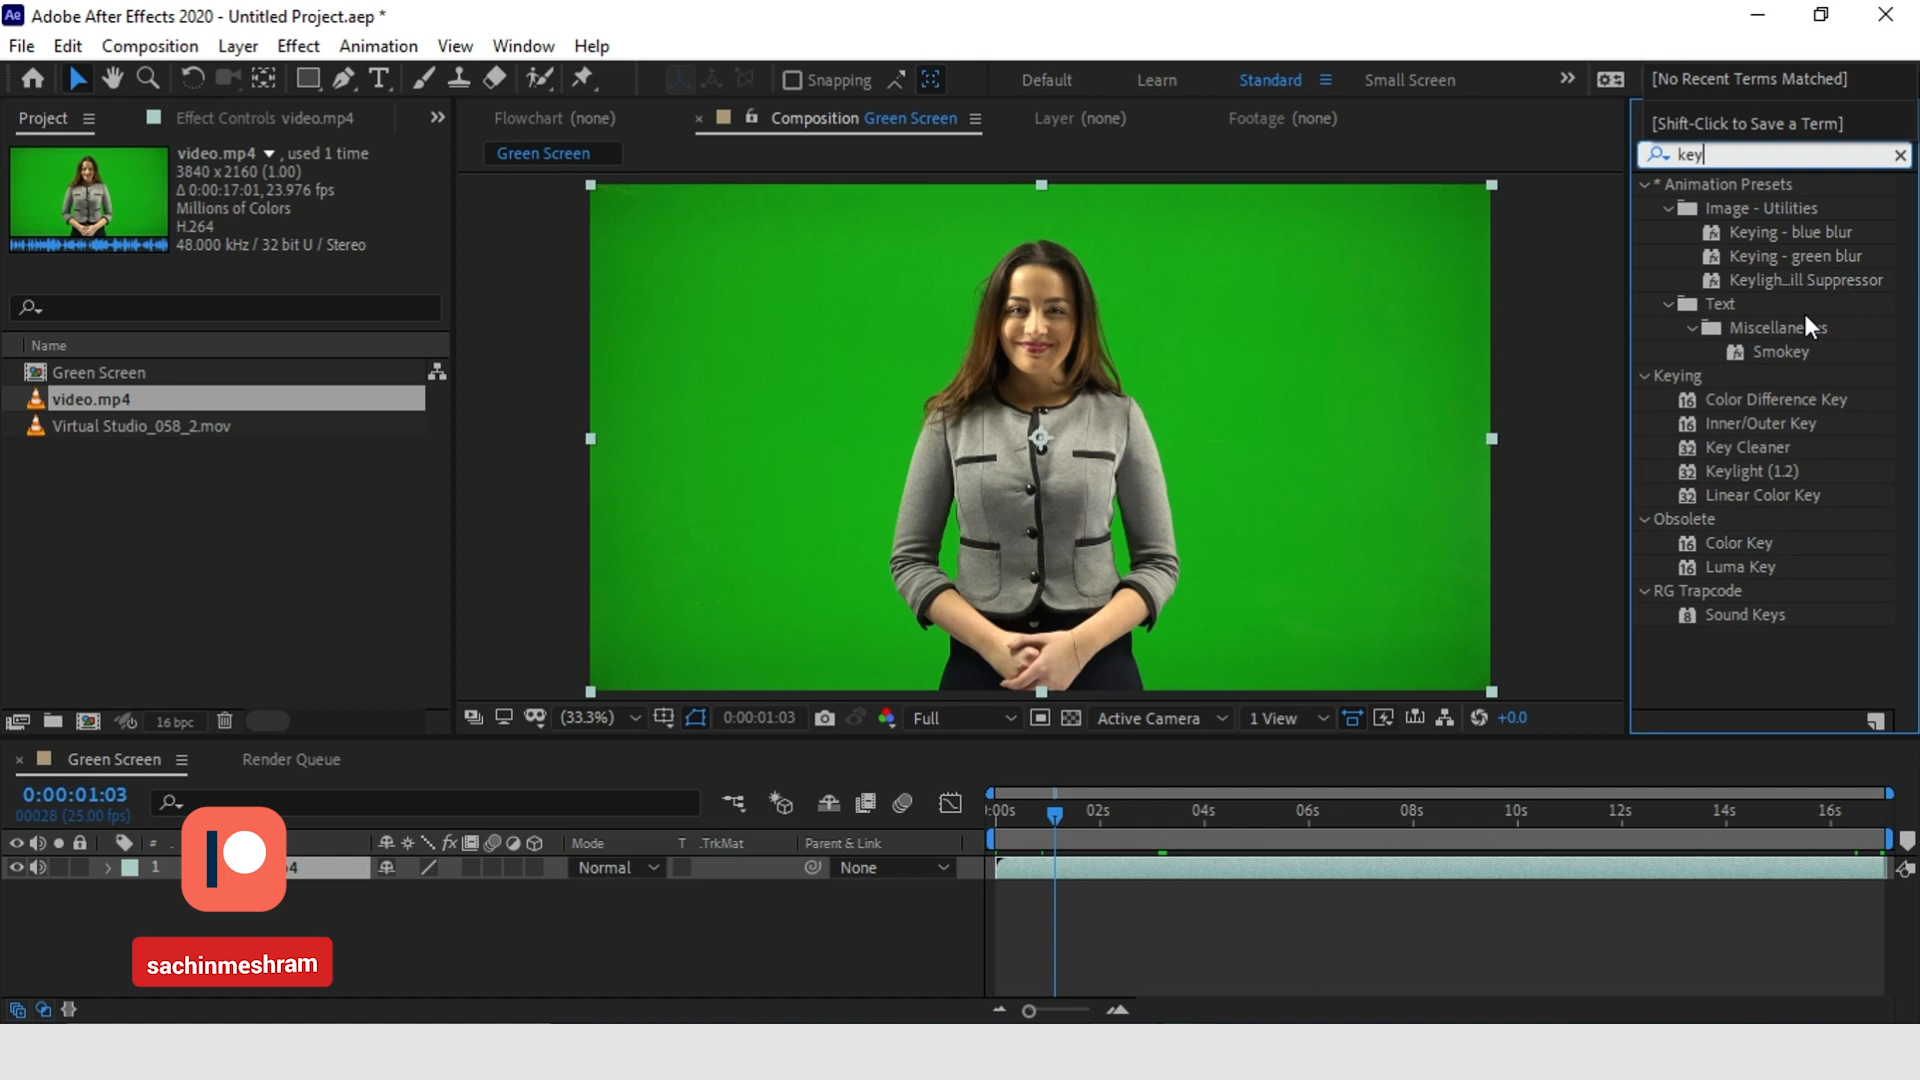 Adobe After Effects 2020 - Untitled Project.aep *
File Edit Composition Layer Effect Animation View Window Help
Snapping
Default Learn Standard Small Screen
[No Recent Terms Matched]
[Shift-Click to Save a Term]
key
Project
Effect Controls video.mp4
Flowchart (none)
Composition Green Screen
Layer (none)
Footage (none)
Green Screen
video.mp4 , used 1 time
3840 x 2160 (1.00)
Δ 0:00:17:01, 23.976 fps
Millions of Colors
H.264
48.000 kHz / 32 bit U / Stereo
Name
Green Screen
video.mp4
Virtual Studio_058_2.mov
16 bpc
* Animation Presets
Image - Utilities
Keying - blue blur
Keying - green blur
Keyligh...ill Suppressor
Text
Smokey
Keying
Color Difference Key
Inner/Outer Key
Key Cleaner
Keylight (1.2)
Linear Color Key
Obsolete
Color Key
Luma Key
RG Trapcode
Sound Keys
(33.3%) 0:00:01:03 Full Active Camera 1 View +0.0
Green Screen
Render Queue
0:00:01:03
00028 (25.00 fps)
:00s 02s 04s 06s 08s 10s 12s 14s 16s
# Mode T .TrkMat Parent & Link
1 4 Normal None
sachinmeshram